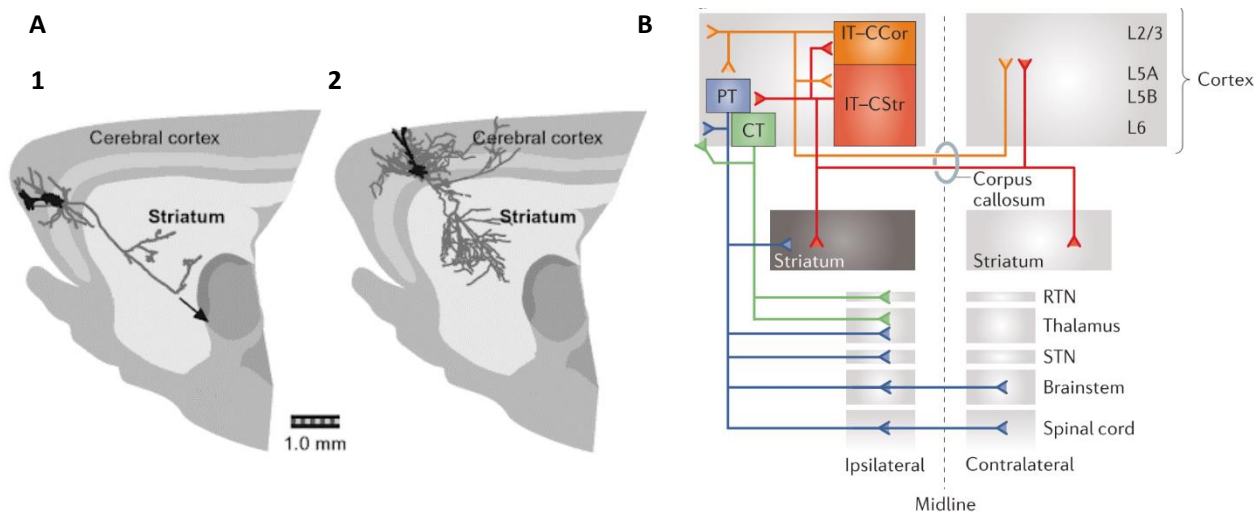 A
1
2
Cerebral cortex
Striatum
1.0 mm
Cerebral cortex
Striatum
B
IT–CCor
IT–CStr
PT
CT
L2/3
L5A
L5B
L6
Cortex
Corpus
callosum
Striatum
Striatum
RTN
Thalamus
STN
Brainstem
Spinal cord
Ipsilateral
Contralateral
Midline